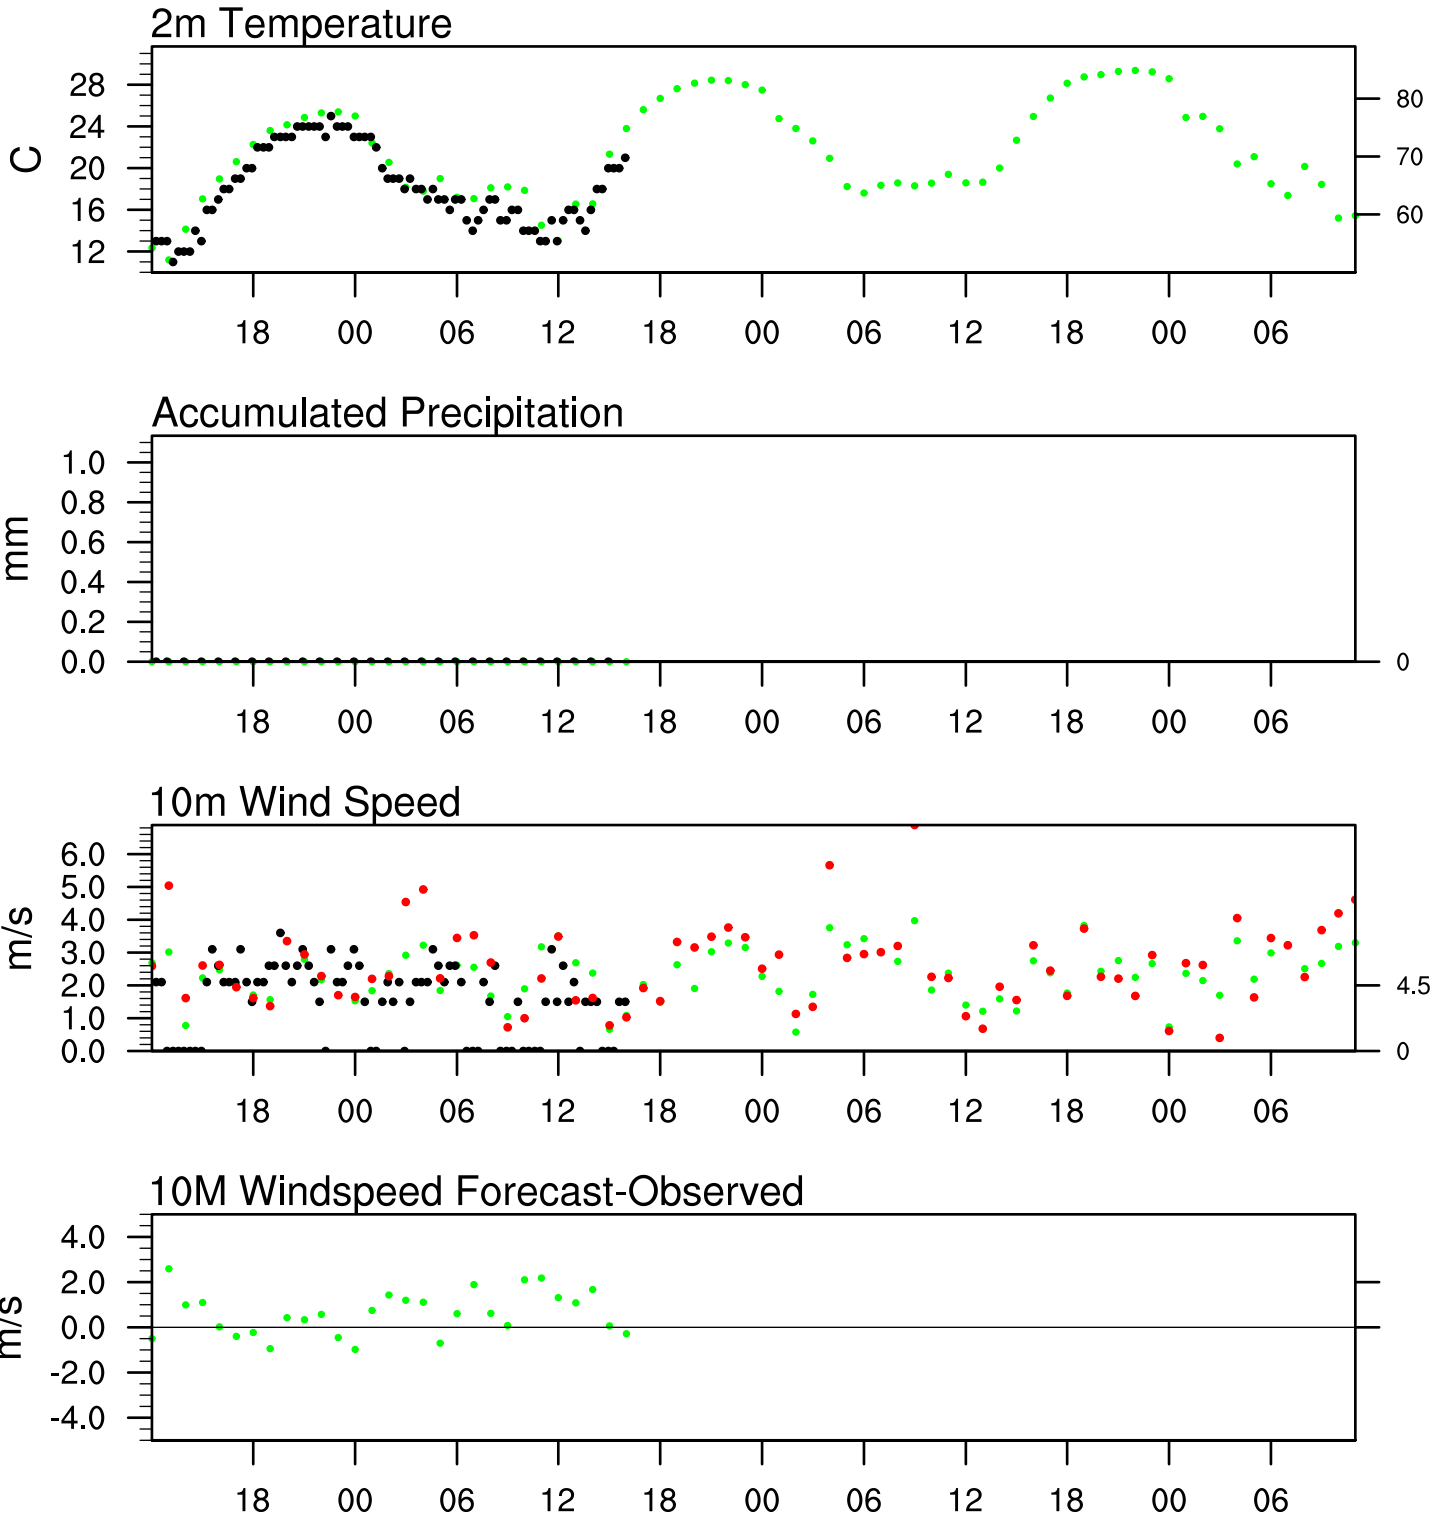 2m Temperature
28
24
20
16
12
C
80
70
60
18 00 06 12 18 00 06 12 18 00 06
Accumulated Precipitation
1.0
0.8
0.6
0.4
0.2
0.0
mm
0
18 00 06 12 18 00 06 12 18 00 06
10m Wind Speed
6.0
5.0
4.0
3.0
2.0
1.0
0.0
m/s
4.5
0
18 00 06 12 18 00 06 12 18 00 06
10M Windspeed Forecast-Observed
4.0
2.0
0.0
-2.0
-4.0
m/s
18 00 06 12 18 00 06 12 18 00 06